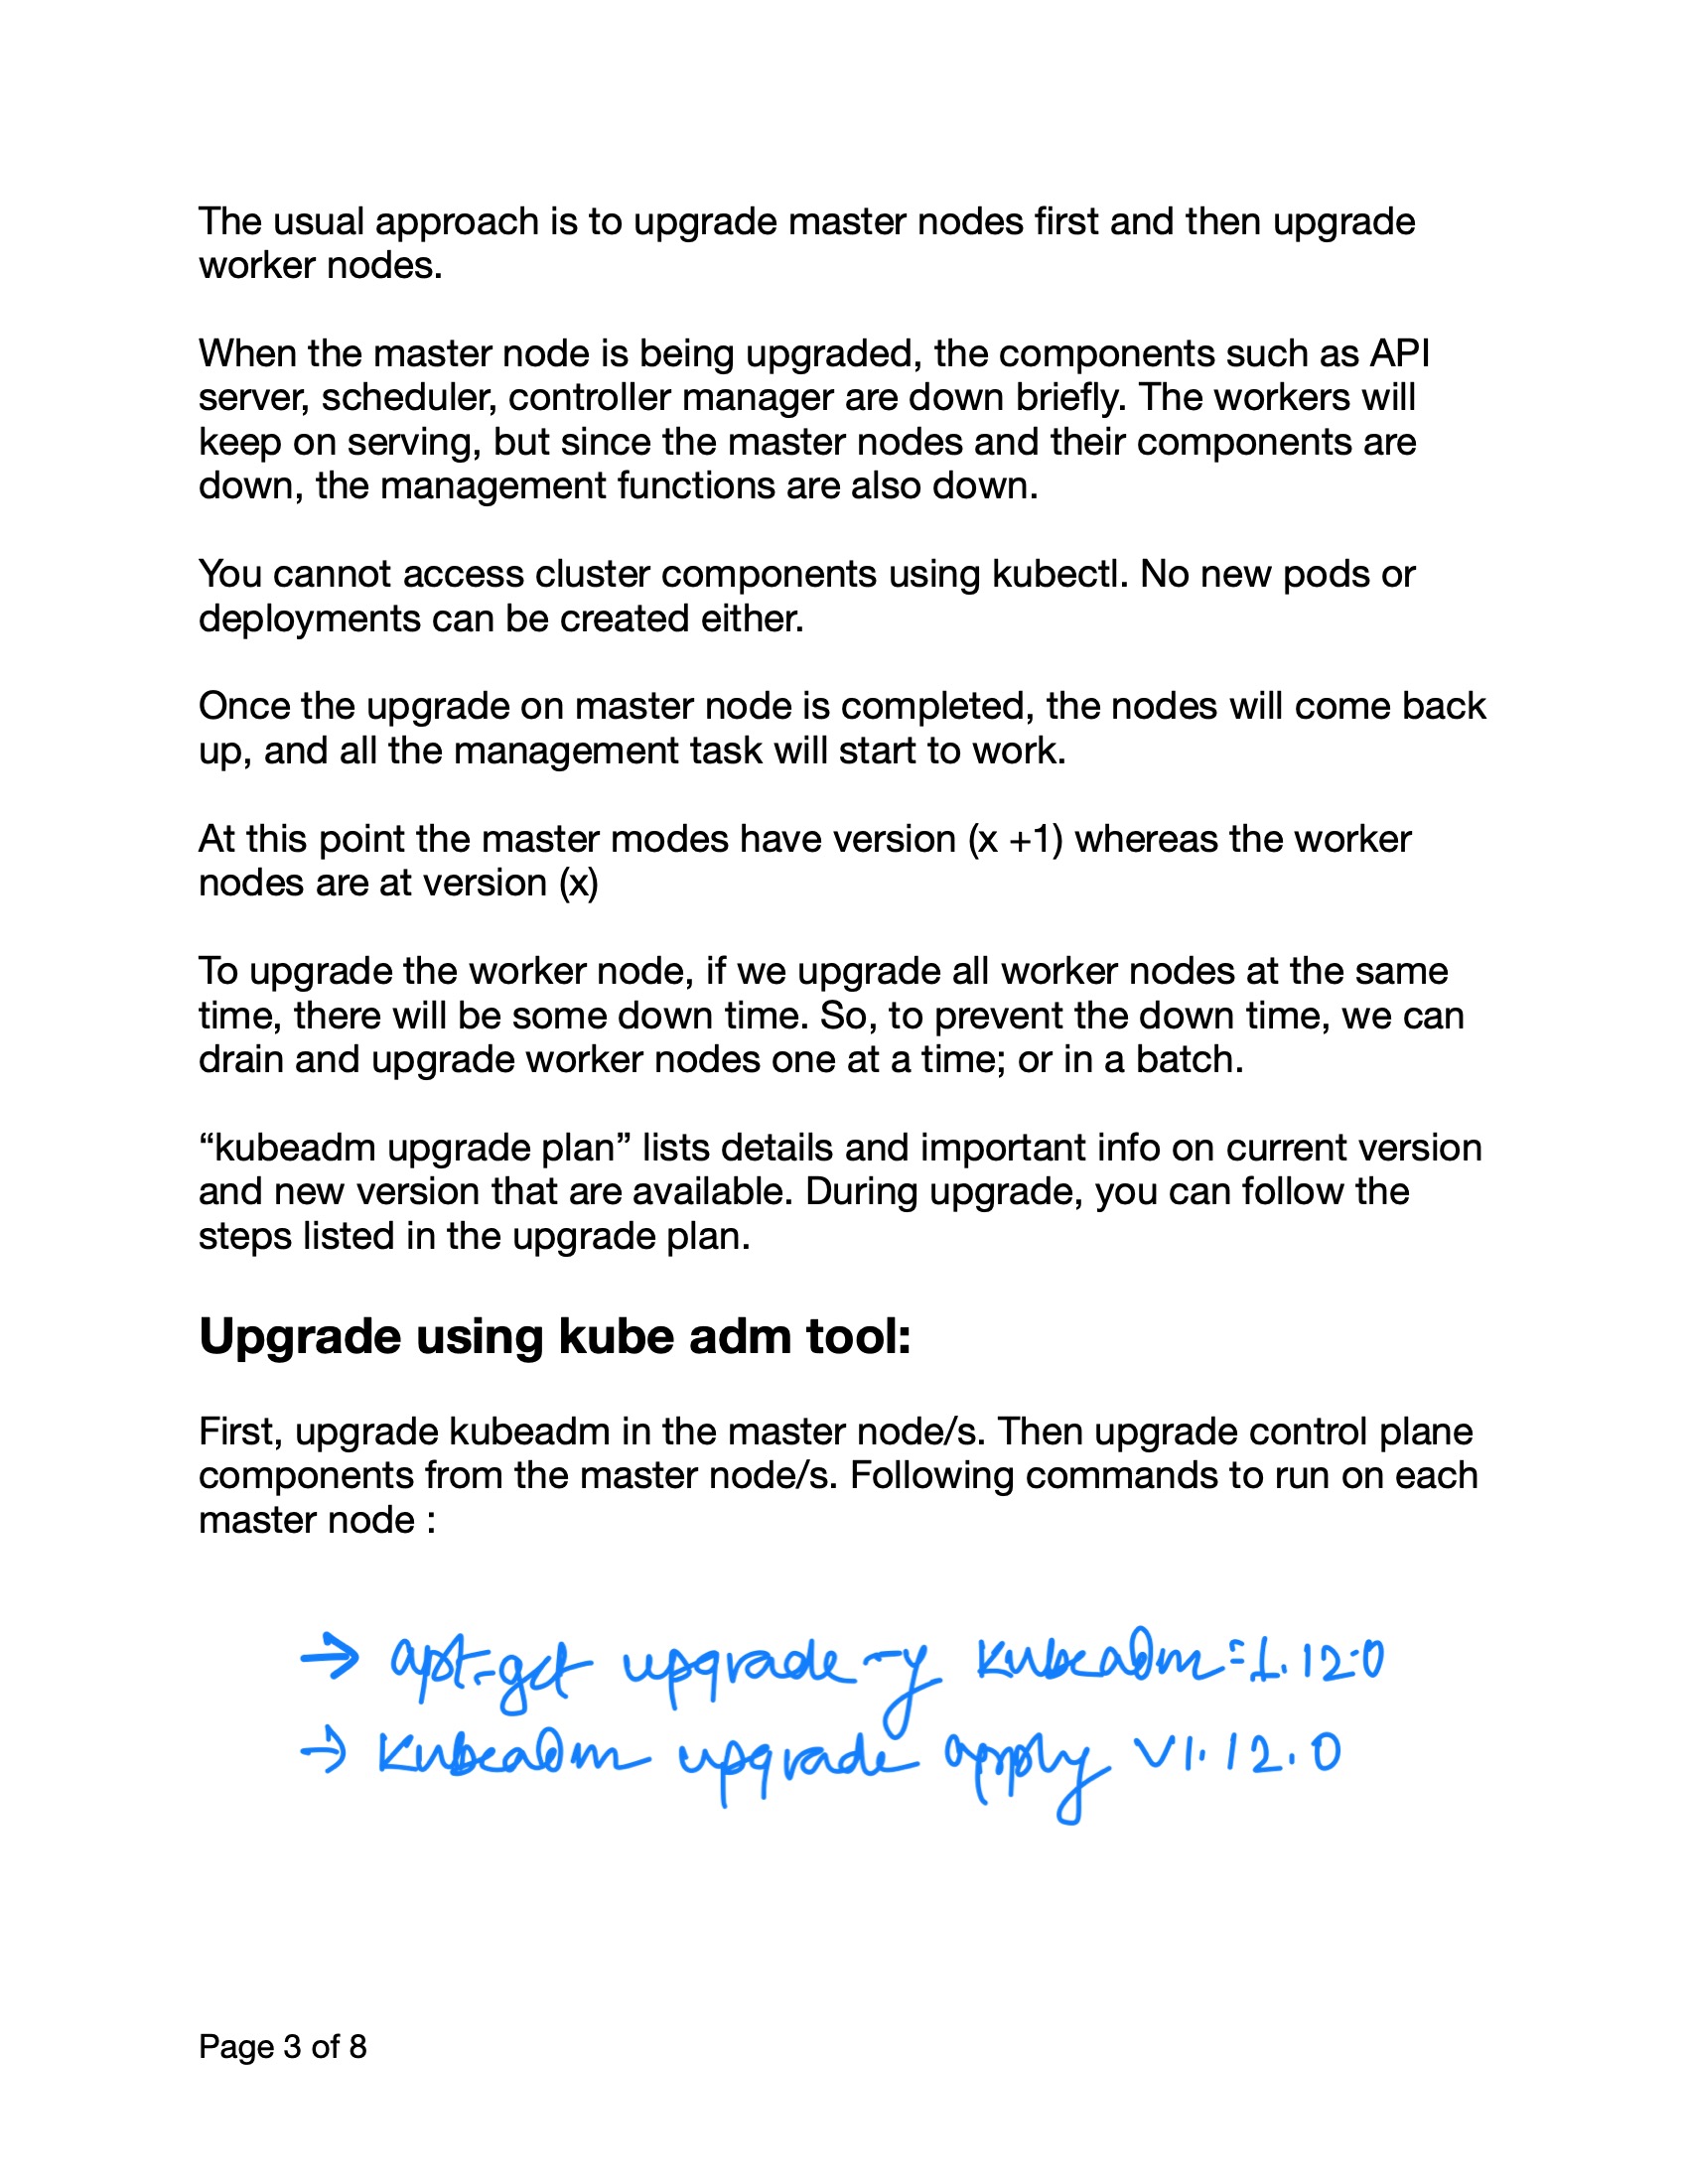 The usual approach is to upgrade master nodes first and then upgrade
worker nodes.
When the master node is being upgraded, the components such as API
server, scheduler, controller manager are down briefly. The workers will
keep on serving, but since the master nodes and their components are
down, the management functions are also down.
You cannot access cluster components using kubectl. No new pods or
deployments can be created either.
Once the upgrade on master node is completed, the nodes will come back
up, and all the management task will start to work.
At this point the master modes have version (x +1) whereas the worker
nodes are at version (x)
To upgrade the worker node, if we upgrade all worker nodes at the same
time, there will be some down time. So, to prevent the down time, we can
drain and upgrade worker nodes one at a time; or in a batch.
“kubeadm upgrade plan” lists details and important info on current version
and new version that are available. During upgrade, you can follow the
steps listed in the upgrade plan.
Upgrade using kube adm tool:
First, upgrade kubeadm in the master node/s. Then upgrade control plane
components from the master node/s. Following commands to run on each
master node :
→ apt-get upgrade -y kubeadm=1.12.0
→ kubeadm upgrade apply v1.12.0
Page 3 of 8